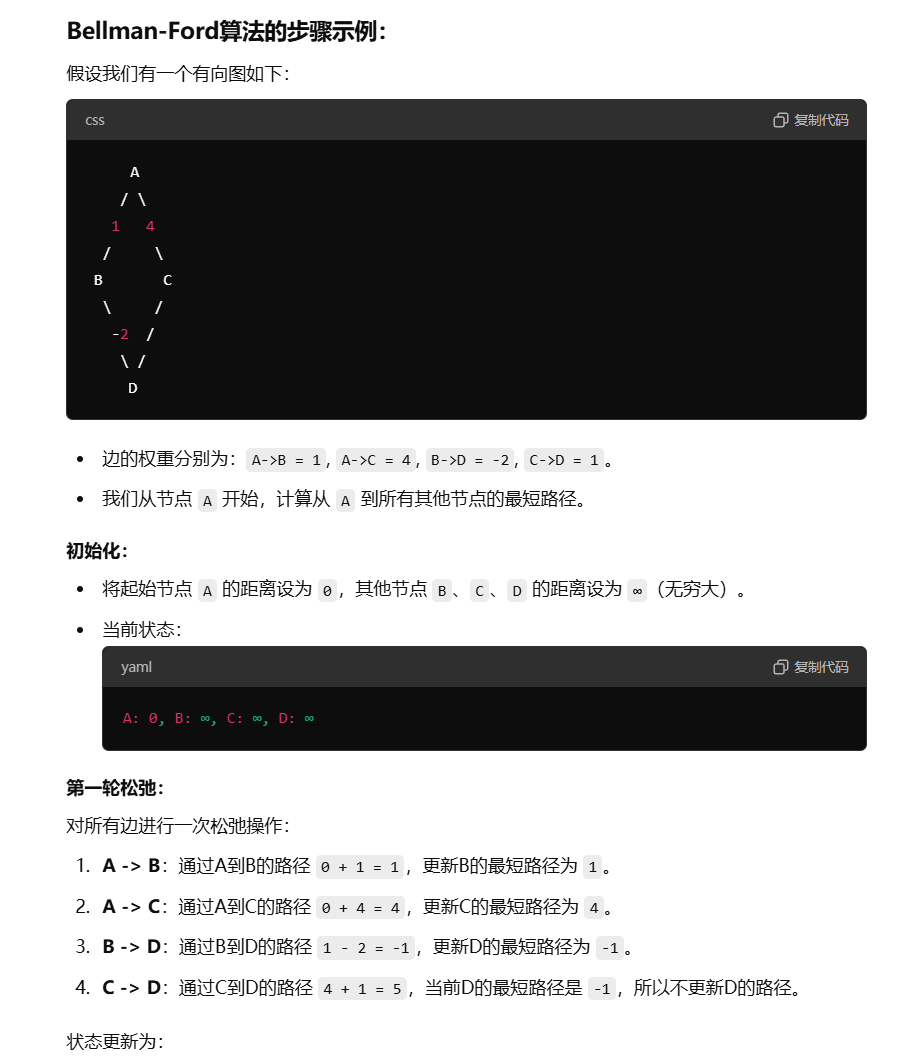 Bellman-Ford算法的步骤示例：
假设我们有一个有向图如下：
css 复制代码
A
/ \
1 4
/ \
B C
\ /
-2 /
\ /
D
• 边的权重分别为：A->B = 1，A->C = 4，B->D = -2，C->D = 1。
• 我们从节点 A 开始，计算从 A 到所有其他节点的最短路径。
初始化：
• 将起始节点 A 的距离设为 0，其他节点 B、C、D 的距离设为 ∞（无穷大）。
• 当前状态：
yaml 复制代码
A: 0, B: ∞, C: ∞, D: ∞
第一轮松弛：
对所有边进行一次松弛操作：
1. A -> B：通过A到B的路径 0 + 1 = 1，更新B的最短路径为 1。
2. A -> C：通过A到C的路径 0 + 4 = 4，更新C的最短路径为 4。
3. B -> D：通过B到D的路径 1 - 2 = -1，更新D的最短路径为 -1。
4. C -> D：通过C到D的路径 4 + 1 = 5，当前D的最短路径是 -1，所以不更新D的路径。
状态更新为：